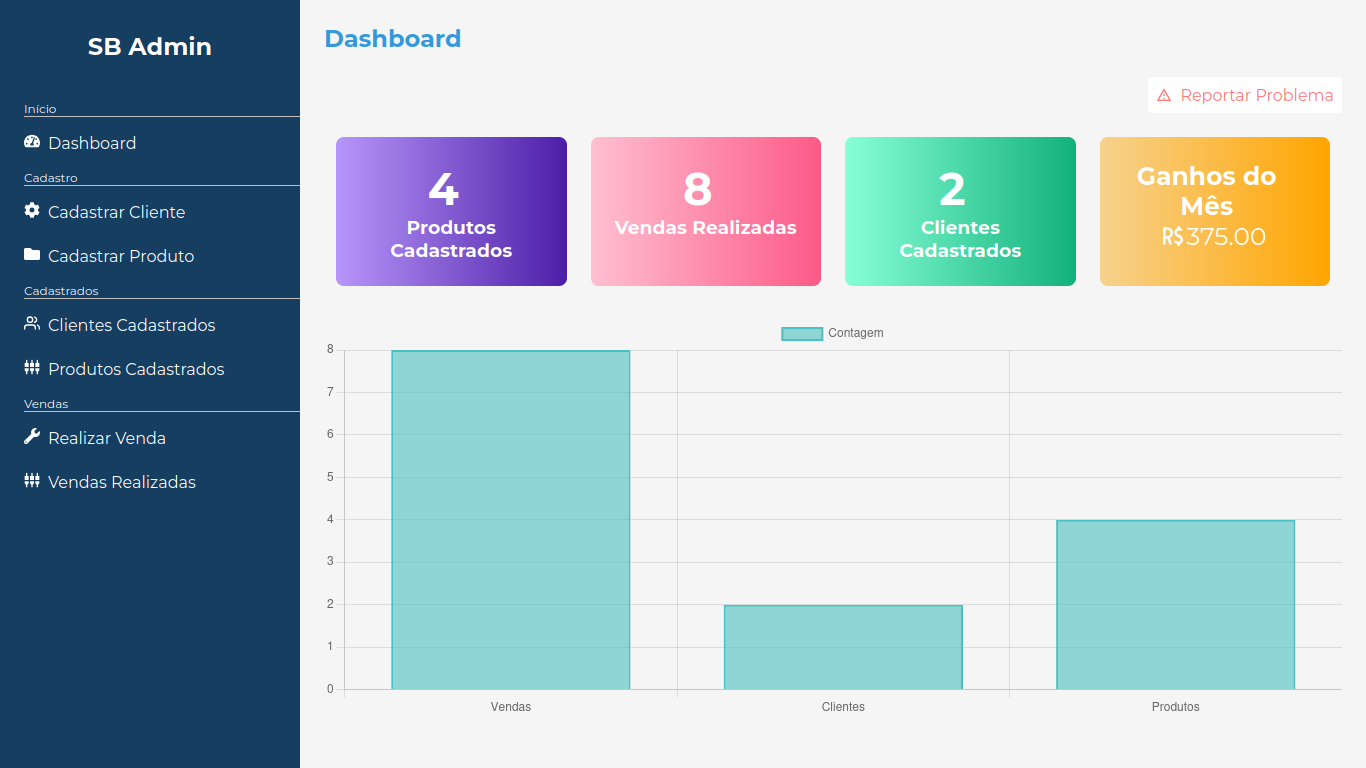 SB Admin
Início
Dashboard
Cadastro
Cadastrar Cliente
Cadastrar Produto
Cadastrados
Clientes Cadastrados
Produtos Cadastrados
Vendas
Realizar Venda
Vendas Realizadas
Dashboard
Reportar Problema
4
Produtos
Cadastrados
8
Vendas Realizadas
2
Clientes
Cadastrados
Ganhos do
Mês
R$375.00
Contagem
8
7
6
5
4
3
2
1
0
Vendas
Clientes
Produtos